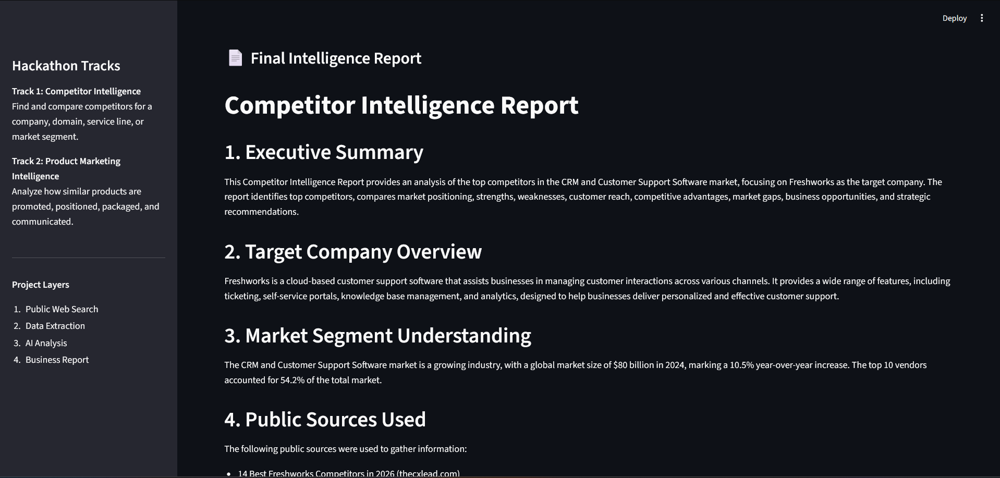 Deploy
Hackathon Tracks
Track 1: Competitor Intelligence
Find and compare competitors for a
company, domain, service line, or
market segment.
Track 2: Product Marketing
Intelligence
Analyze how similar products are
promoted, positioned, packaged, and
communicated.
Project Layers
1. Public Web Search
2. Data Extraction
3. AI Analysis
4. Business Report
Final Intelligence Report
Competitor Intelligence Report
1. Executive Summary
This Competitor Intelligence Report provides an analysis of the top competitors in the CRM and Customer Support Software market, focusing on Freshworks as the target company. The
report identifies top competitors, compares market positioning, strengths, weaknesses, customer reach, competitive advantages, market gaps, business opportunities, and strategic
recommendations.
2. Target Company Overview
Freshworks is a cloud-based customer support software that assists businesses in managing customer interactions across various channels. It provides a wide range of features, including
ticketing, self-service portals, knowledge base management, and analytics, designed to help businesses deliver personalized and effective customer support.
3. Market Segment Understanding
The CRM and Customer Support Software market is a growing industry, with a global market size of $80 billion in 2024, marking a 10.5% year-over-year increase. The top 10 vendors
accounted for 54.2% of the total market.
4. Public Sources Used
The following public sources were used to gather information:
• 14 Best Freshworks Competitors in 2026 (thecxlead.com)